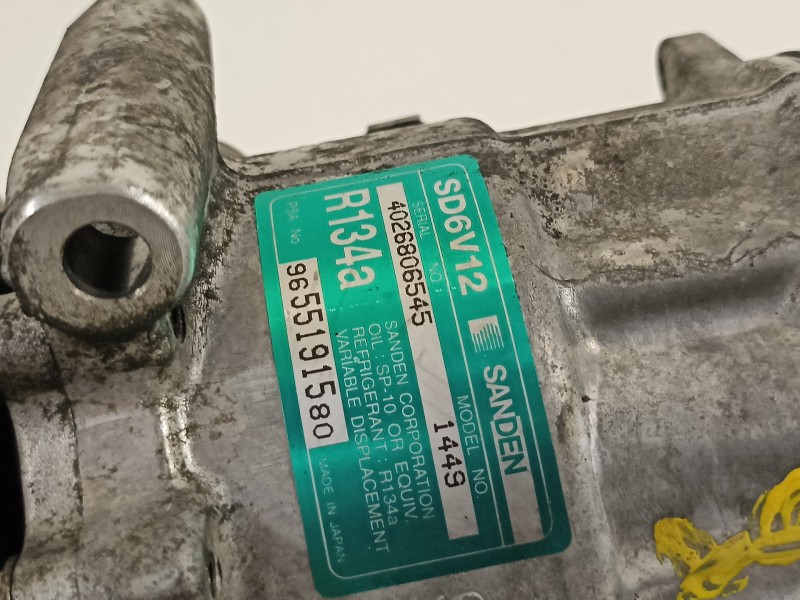 SD6V12 SANDEN
SERIAL NO. MODEL NO.
4026806545 1449
R134a SANDEN CORPORATION
OIL : SP-10 OR EQUIV.
REFRIGERANT : R134a
VARIABLE DISPLACEMENT
PSA No 9655191580 MADE IN JAPAN